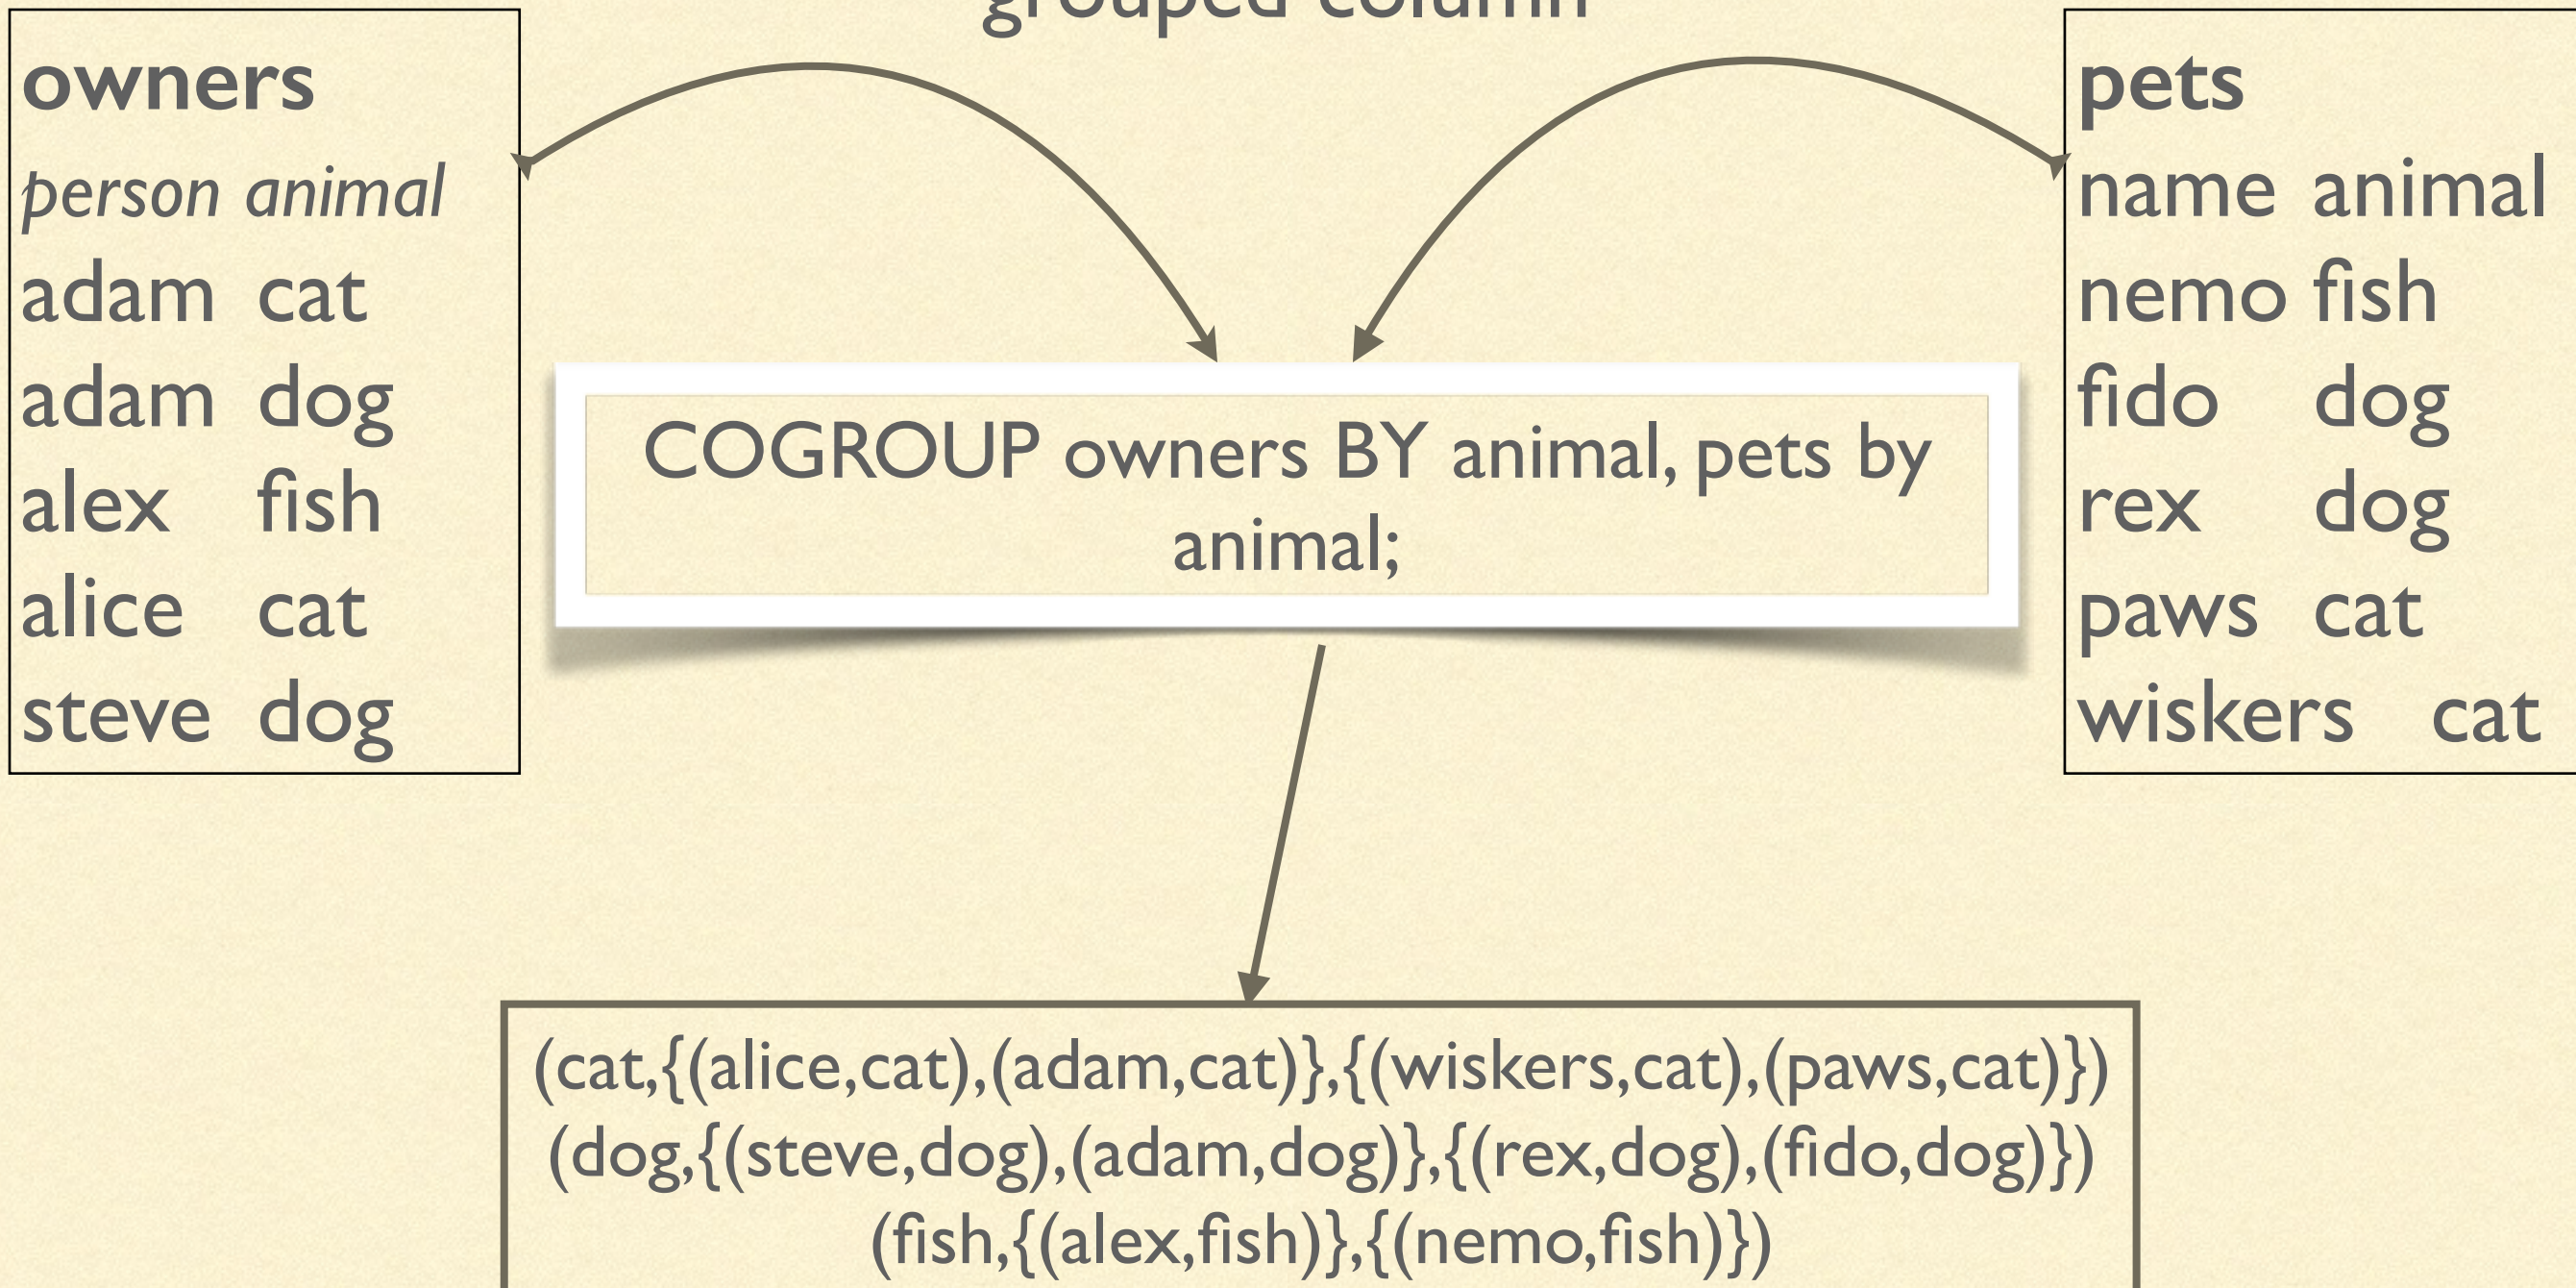 grouped column
owners
person animal
adam cat
adam dog
alex fish
alice cat
steve dog
COGROUP owners BY animal, pets by
animal;
pets
name animal
nemo fish
fido dog
rex dog
paws cat
wiskers cat
(cat,{(alice,cat),(adam,cat)},{(wiskers,cat),(paws,cat)})
(dog,{(steve,dog),(adam,dog)},{(rex,dog),(fido,dog)})
(fish,{(alex,fish)},{(nemo,fish)})